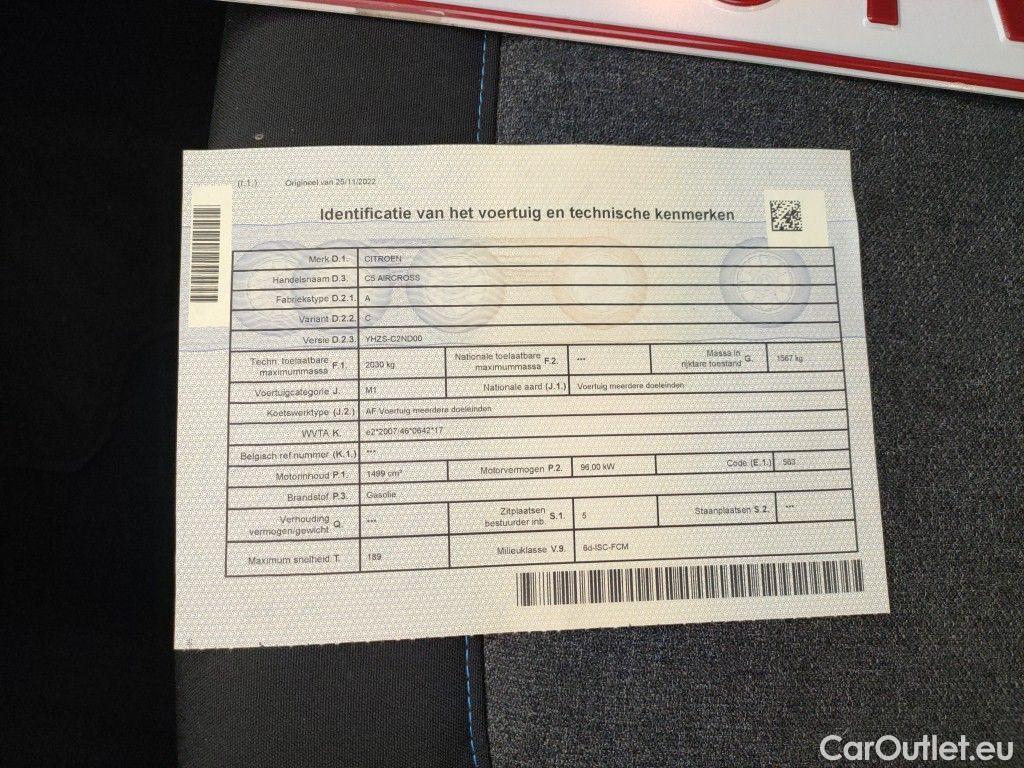 (I.1.) Origineel van 25/11/2022
Identificatie van het voertuig en technische kenmerken
Merk D.1. CITROEN
Handelsnaam D.3. C5 AIRCROSS
Fabriekstype D.2.1. A
Variant D.2.2. C
Versie D.2.3. YHZS-C2ND00
Techn. toelaatbare maximummassa F.1. 2030 kg Nationale toelaatbare maximummassa F.2. *** Massa in rijklare toestand G. 1567 kg
Voertuigcategorie J. M1 Nationale aard (J.1.) Voertuig meerdere doeleinden
Koetswerktype (J.2.) AF Voertuig meerdere doeleinden
WVTA K. e2*2007/46*0642*17
Belgisch ref.nummer (K.1.) ***
Motorinhoud P.1. 1499 cm³ Motorvermogen P.2. 96,00 kW Code (E.1.) 563
Brandstof P.3. Gasolie
Verhouding vermogen/gewicht Q. *** Zitplaatsen bestuurder inb. S.1. 5 Staanplaatsen S.2. ***
Maximum snelheid T. 189 Milieuklasse V.9. 6d-ISC-FCM
CarOutlet.eu